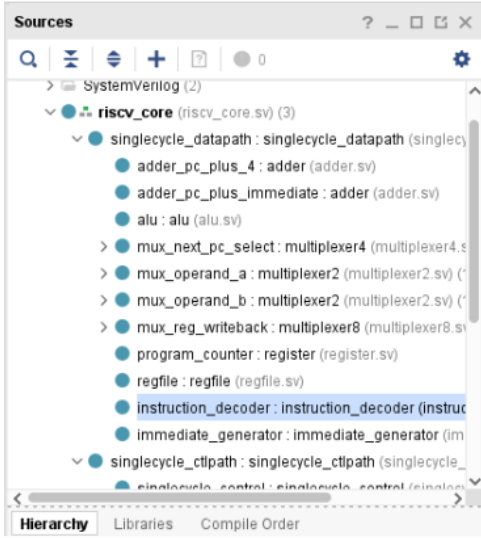 Sources
0
SystemVerilog (2)
riscv_core (riscv_core.sv) (3)
singlecycle_datapath : singlecycle_datapath (singlecy
adder_pc_plus_4 : adder (adder.sv)
adder_pc_plus_immediate : adder (adder.sv)
alu : alu (alu.sv)
mux_next_pc_select : multiplexer4 (multiplexer4.s
mux_operand_a : multiplexer2 (multiplexer2.sv) (
mux_operand_b : multiplexer2 (multiplexer2.sv) (
mux_reg_writeback : multiplexer8 (multiplexer8.sv
program_counter : register (register.sv)
regfile : regfile (regfile.sv)
instruction_decoder : instruction_decoder (instruc
immediate_generator : immediate_generator (im
singlecycle_ctlpath : singlecycle_ctlpath (singlecycle_
singlecycle_control : singlecycle_control (singlecy
Hierarchy Libraries Compile Order